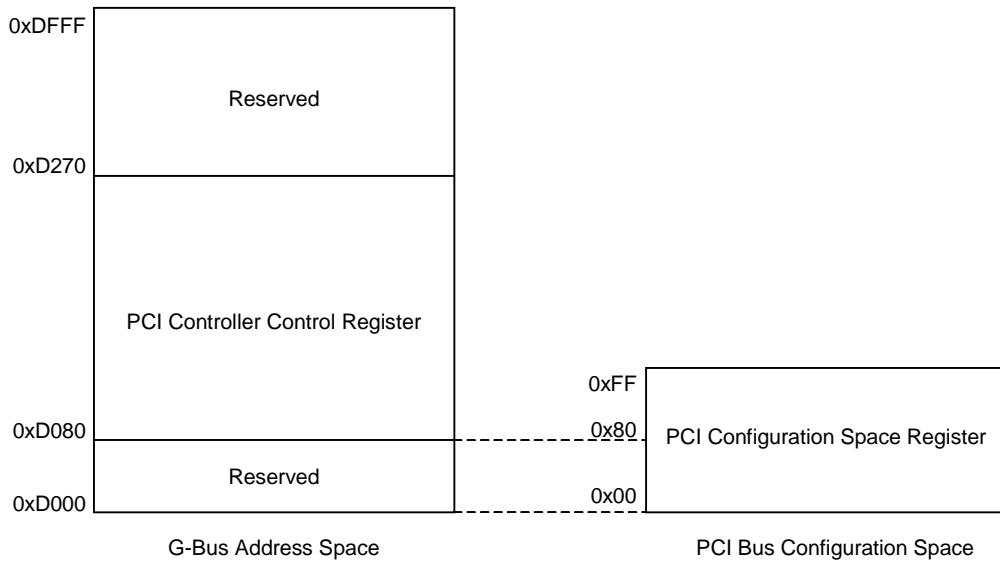 0xDFFF
Reserved
0xD270
PCI Controller Control Register
0xFF
0xD080
0x80
PCI Configuration Space Register
Reserved
0xD000
0x00
G-Bus Address Space
PCI Bus Configuration Space